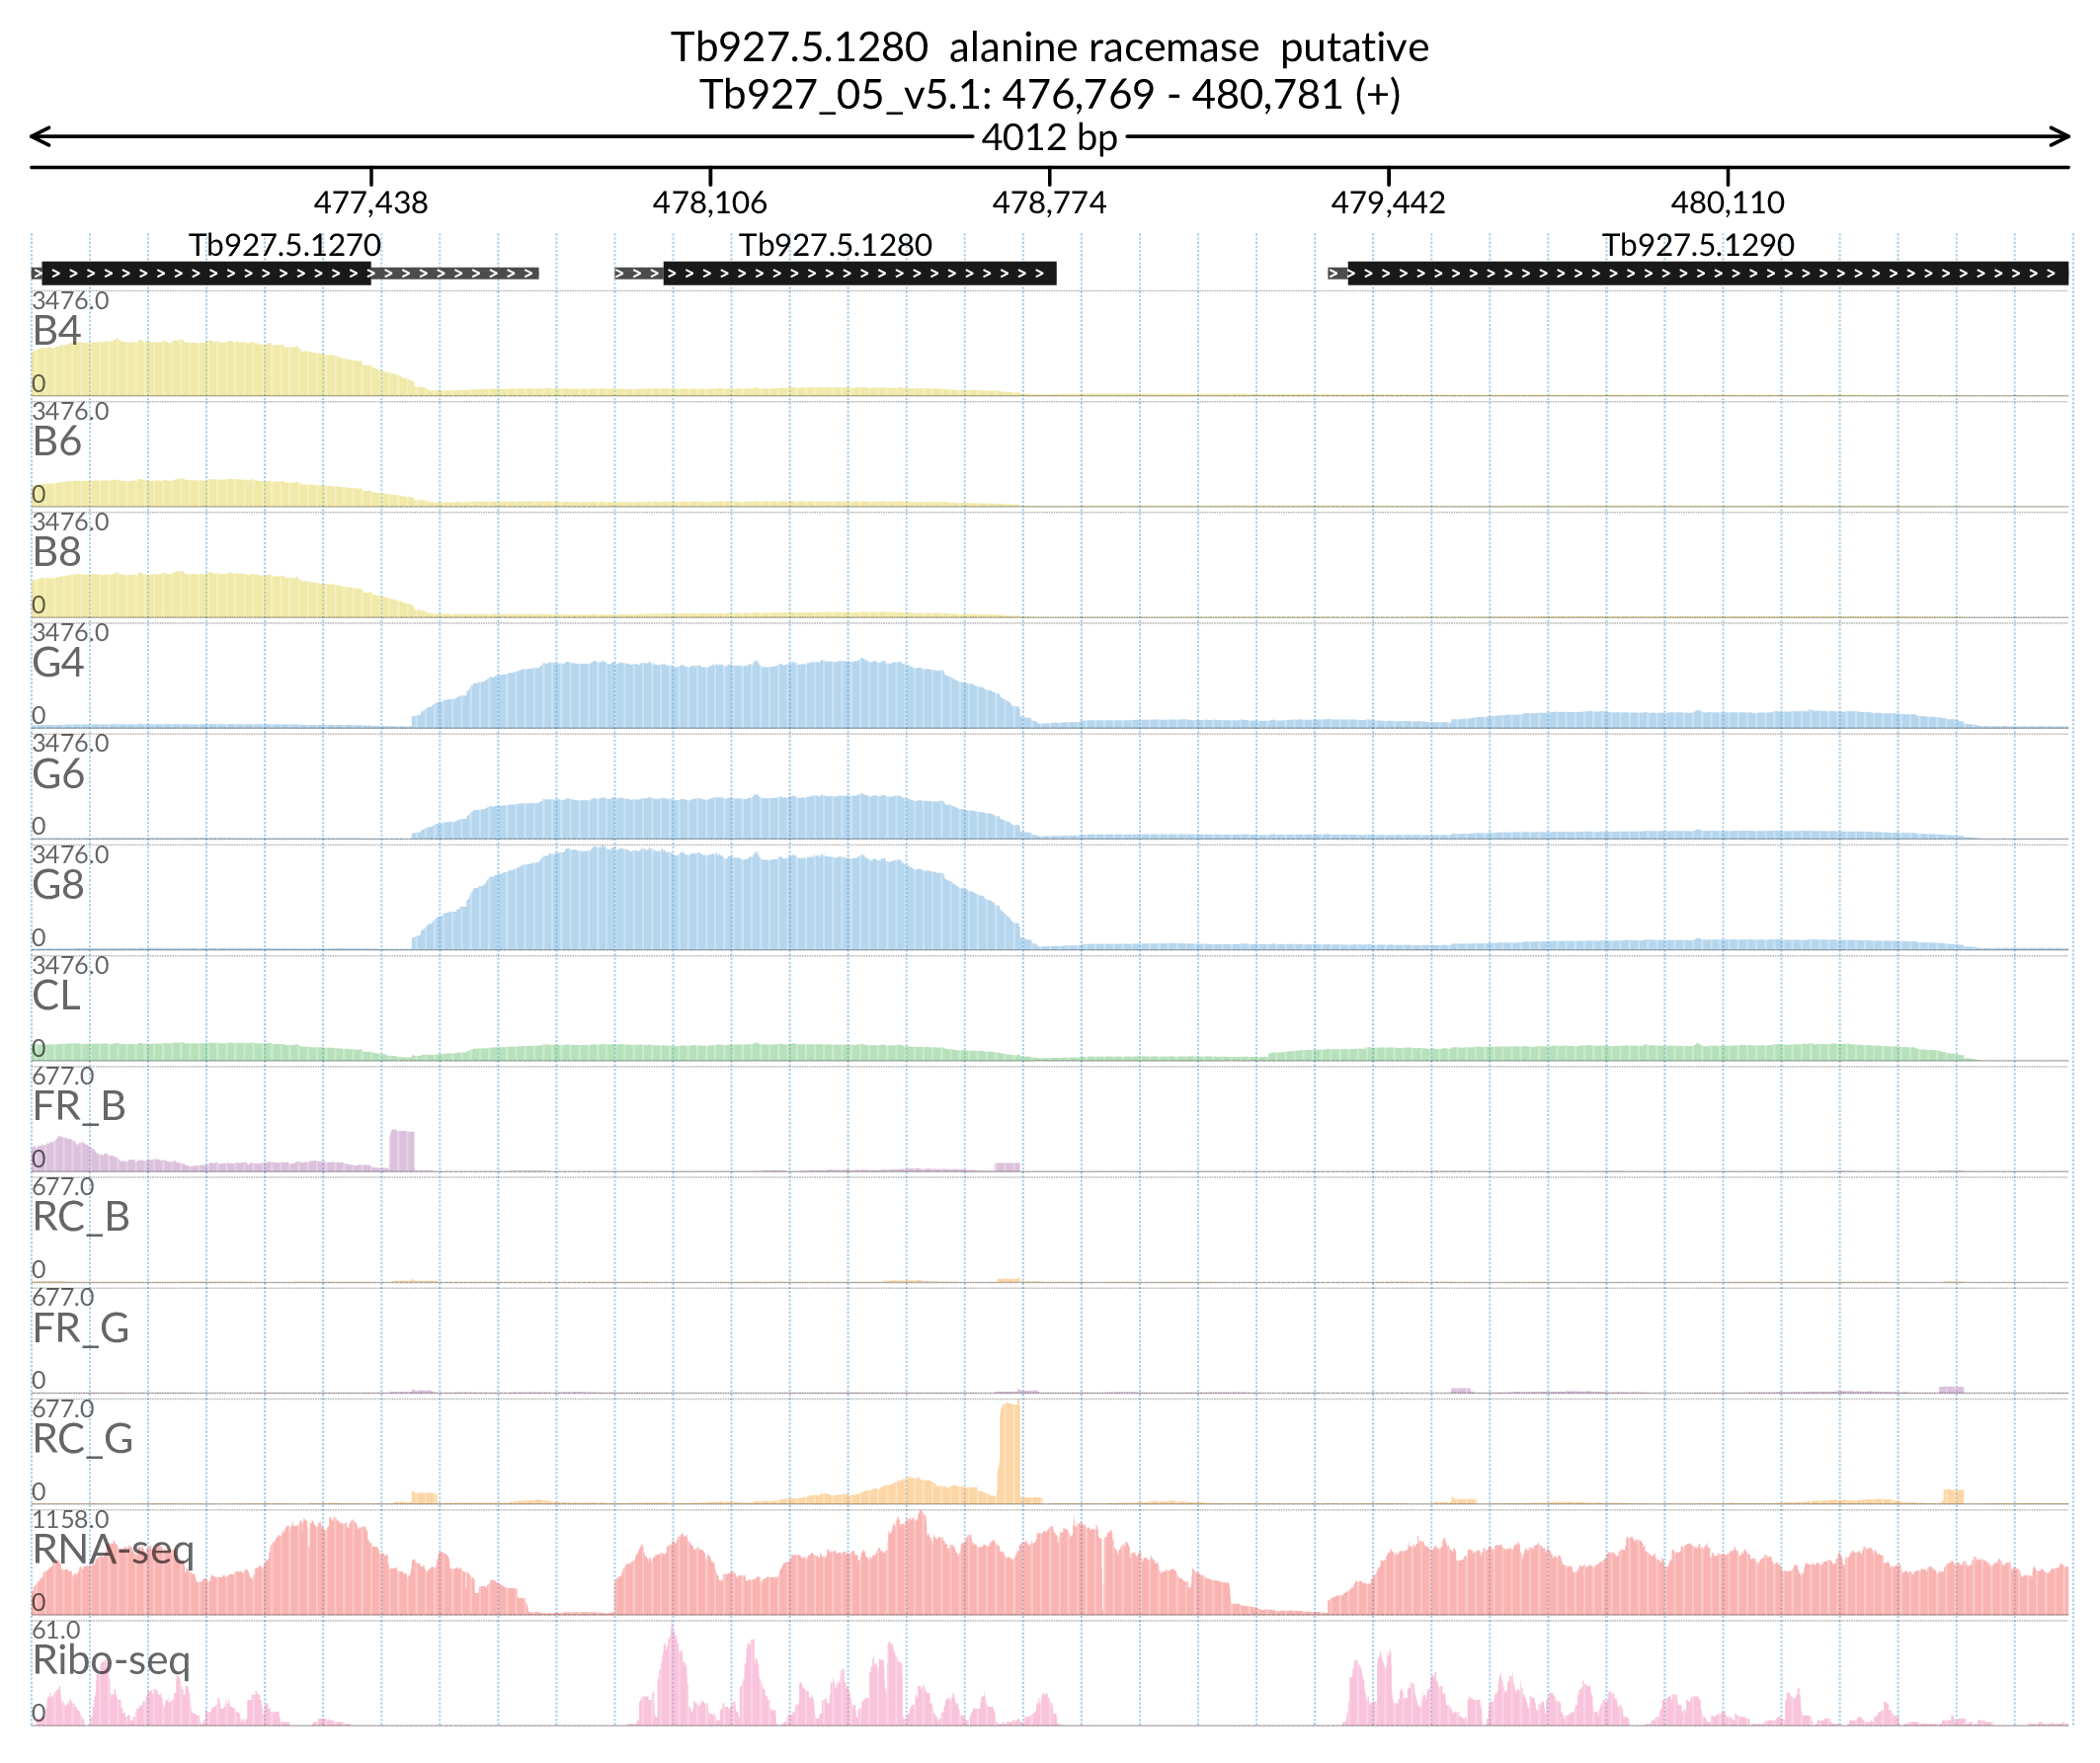 Tb927.5.1280 alanine racemase putative
Tb927_05_v5.1: 476,769 - 480,781 (+)
4012 bp
477,438 478,106 478,774 479,442 480,110
Tb927.5.1270 Tb927.5.1280 Tb927.5.1290
3476.0
B4
0
3476.0
B6
0
3476.0
B8
0
3476.0
G4
0
3476.0
G6
0
3476.0
G8
0
3476.0
CL
0
677.0
FR_B
0
677.0
RC_B
0
677.0
FR_G
0
677.0
RC_G
0
1158.0
RNA-seq
0
61.0
Ribo-seq
0